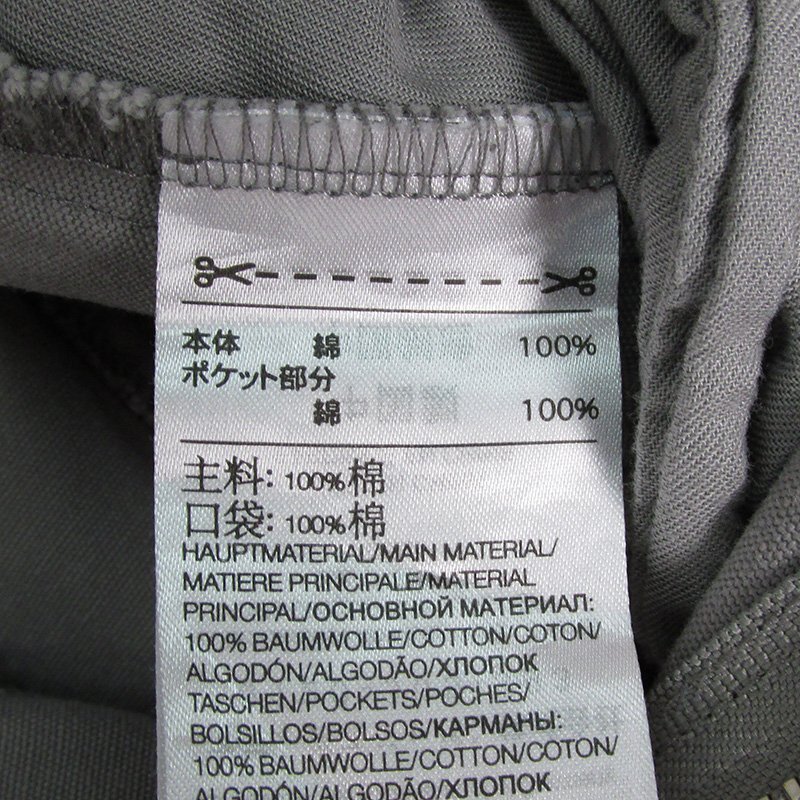 本体 綿 100%
ポケット部分
綿 100%
主料: 100%棉
口袋: 100%棉
HAUPTMATERIAL/MAIN MATERIAL/
MATIERE PRINCIPALE/MATERIAL
PRINCIPAL/ОСНОВНОЙ МАТЕРИАЛ:
100% BAUMWOLLE/COTTON/COTON/
ALGODÓN/ALGODÃO/ХЛОПОК
TASCHEN/POCKETS/POCHES/
BOLSILLOS/BOLSOS/КАРМАНЫ:
100% BAUMWOLLE/COTTON/COTON/
ALGODÓN/ALGODÃO/ХЛОПОК